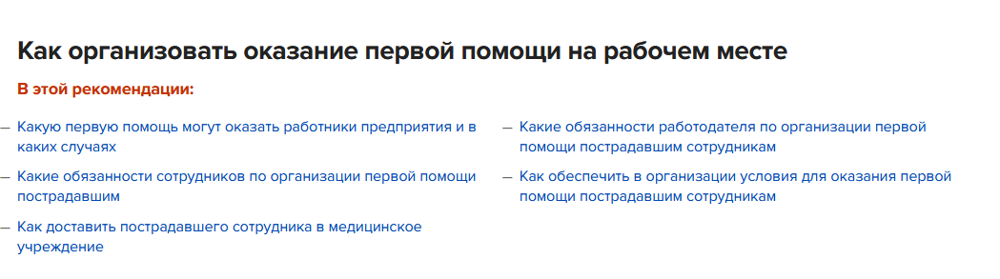 Как организовать оказание первой помощи на рабочем месте
В этой рекомендации:
– Какую первую помощь могут оказать работники предприятия и в
каких случаях
– Какие обязанности сотрудников по организации первой помощи
пострадавшим
– Как доставить пострадавшего сотрудника в медицинское
учреждение
– Какие обязанности работодателя по организации первой
помощи пострадавшим сотрудникам
– Как обеспечить в организации условия для оказания первой
помощи пострадавшим сотрудникам